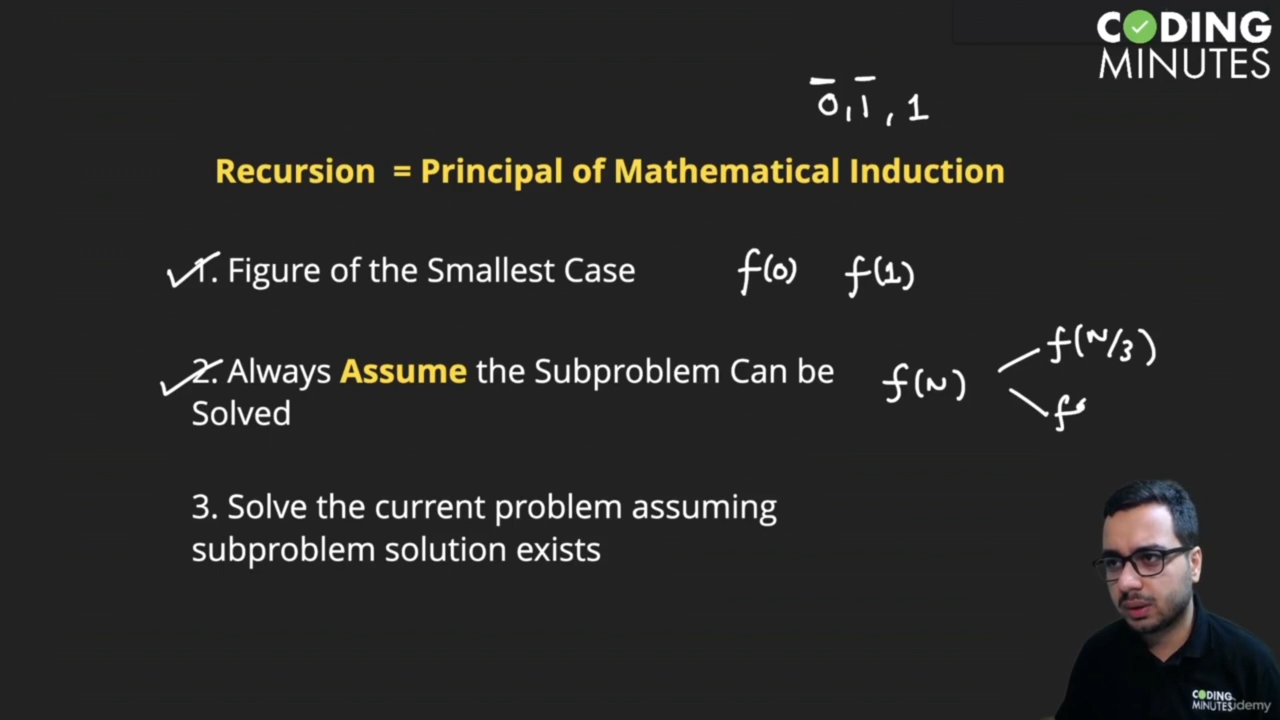 CODING
MINUTES
0, 1, 1
Recursion = Principal of Mathematical Induction
1. Figure of the Smallest Case f(0) f(1)
2. Always Assume the Subproblem Can be
Solved
f(N)
f(N/3)
f
3. Solve the current problem assuming
subproblem solution exists
CODING
MINUTES
udemy